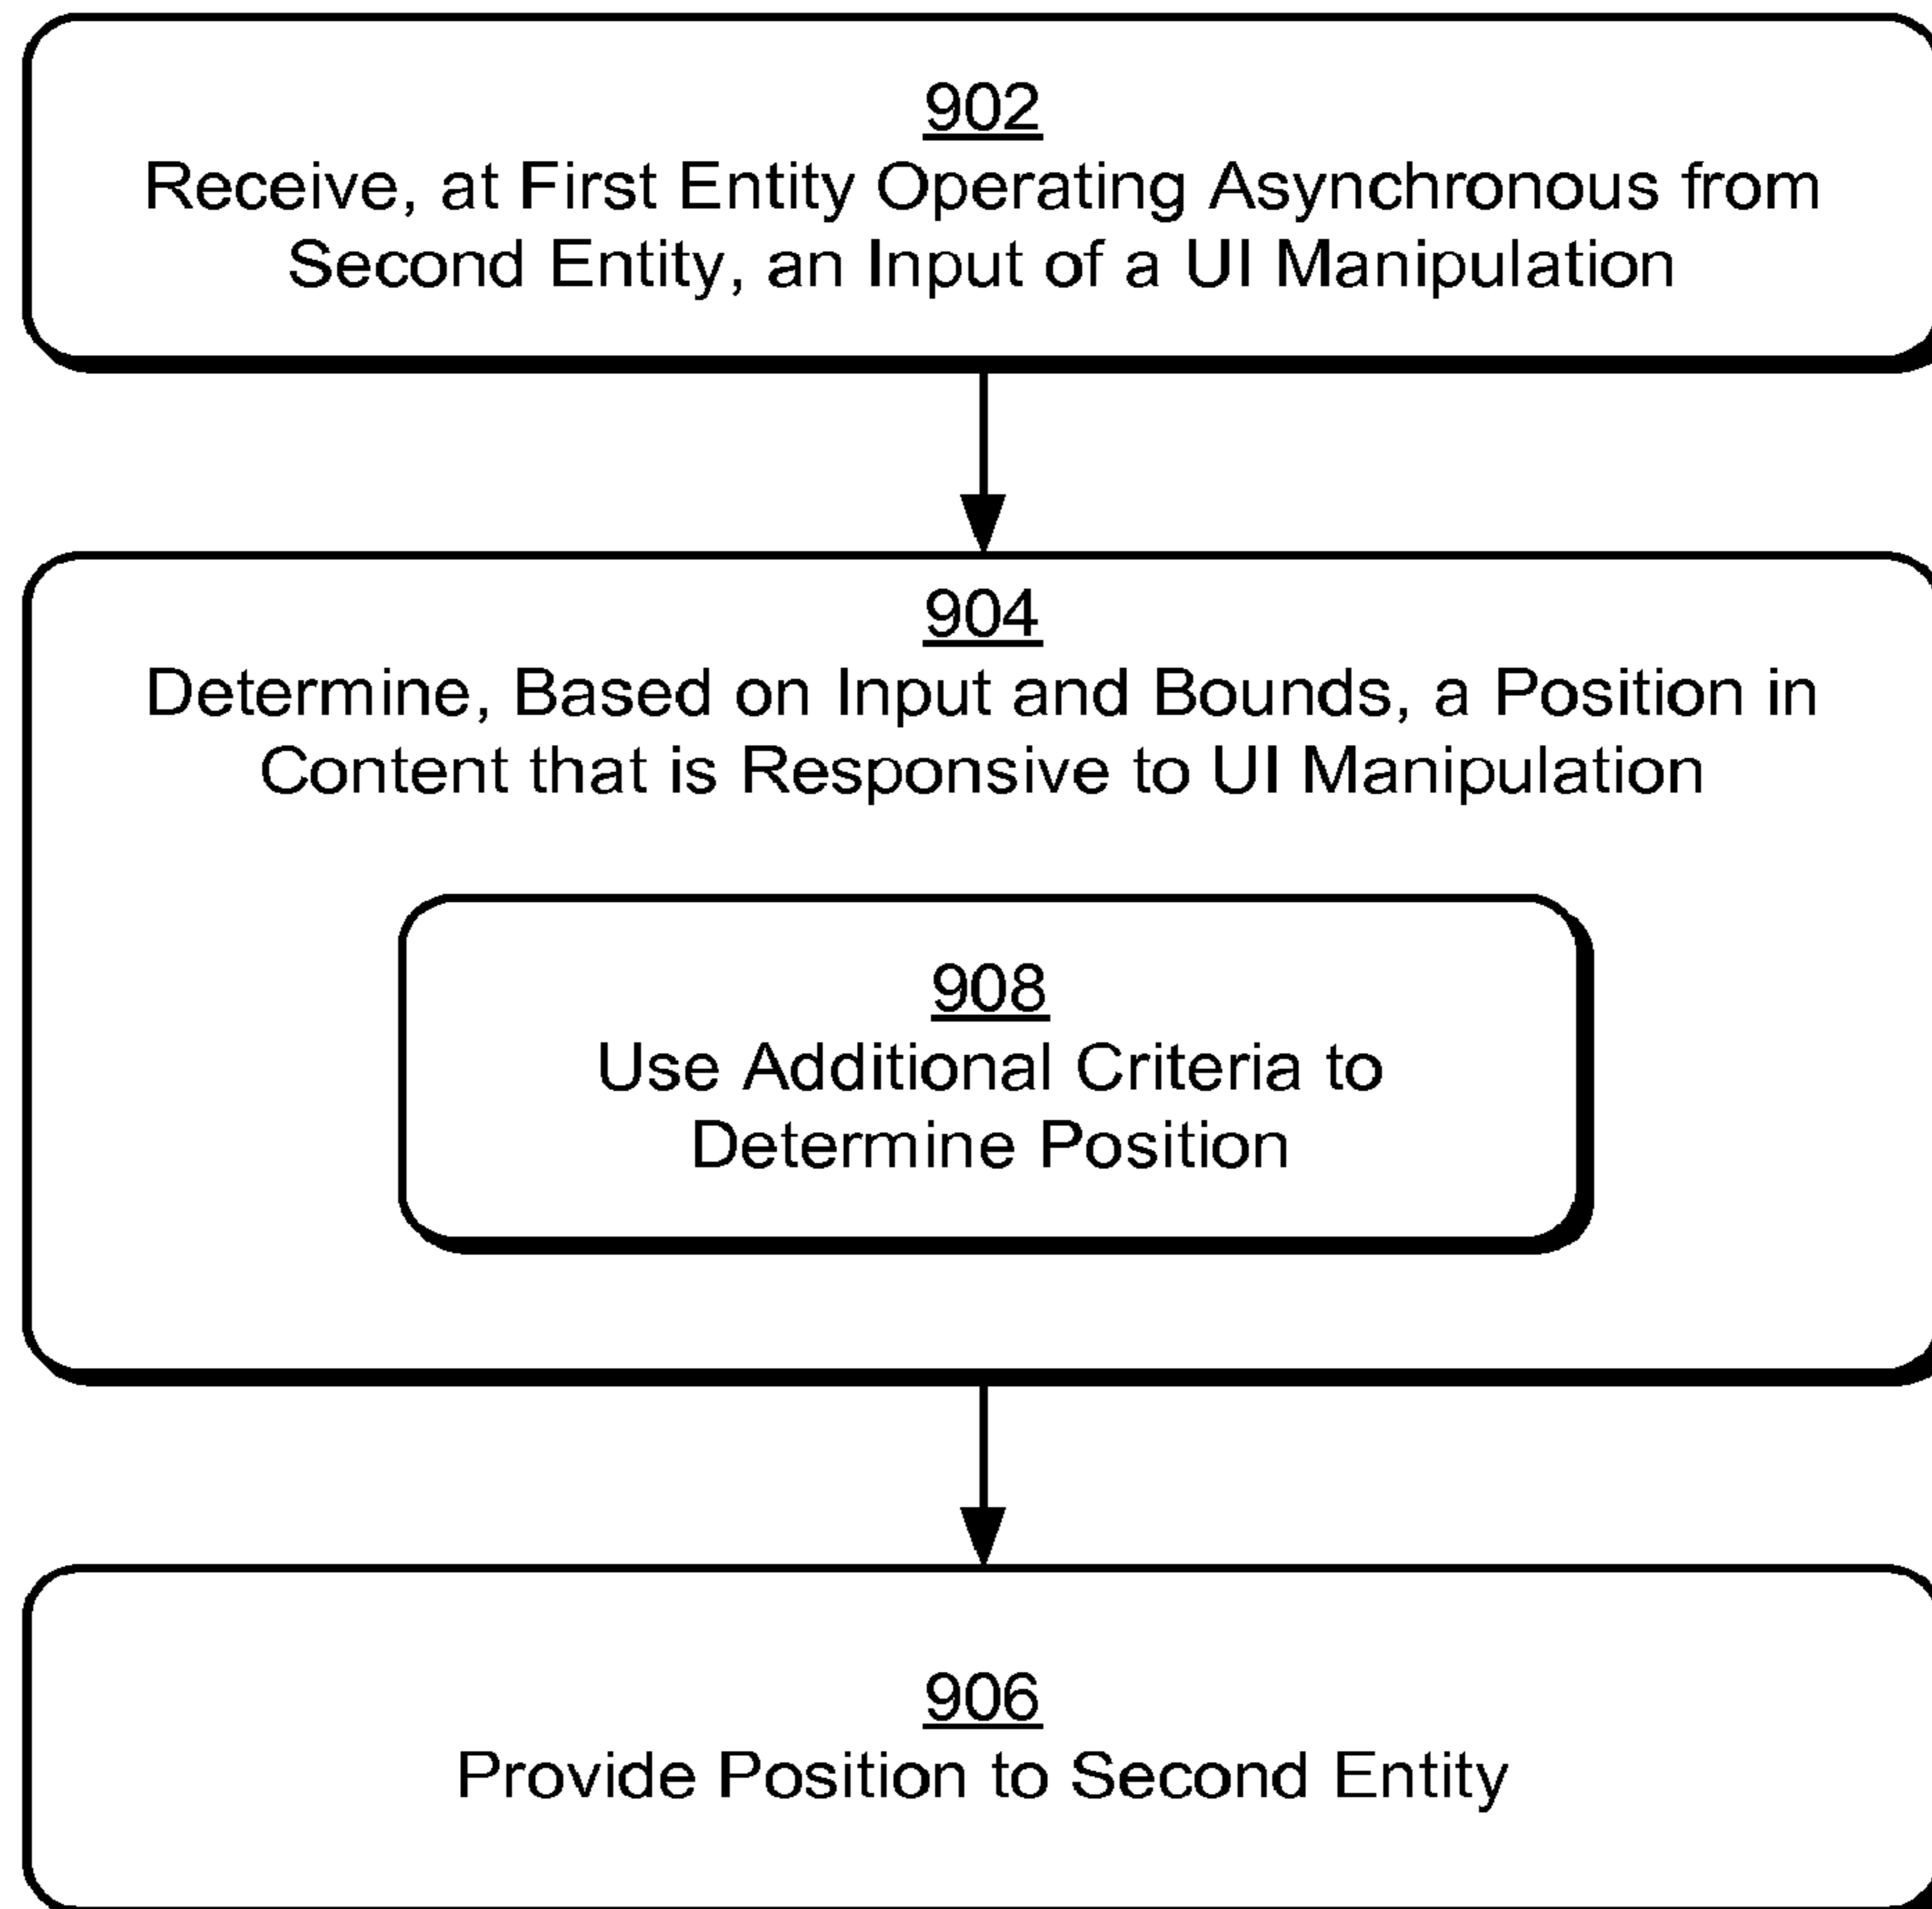 902
Receive, at First Entity Operating Asynchronous from
Second Entity, an Input of a UI Manipulation
904
Determine, Based on Input and Bounds, a Position in
Content that is Responsive to UI Manipulation
908
Use Additional Criteria to
Determine Position
906
Provide Position to Second Entity